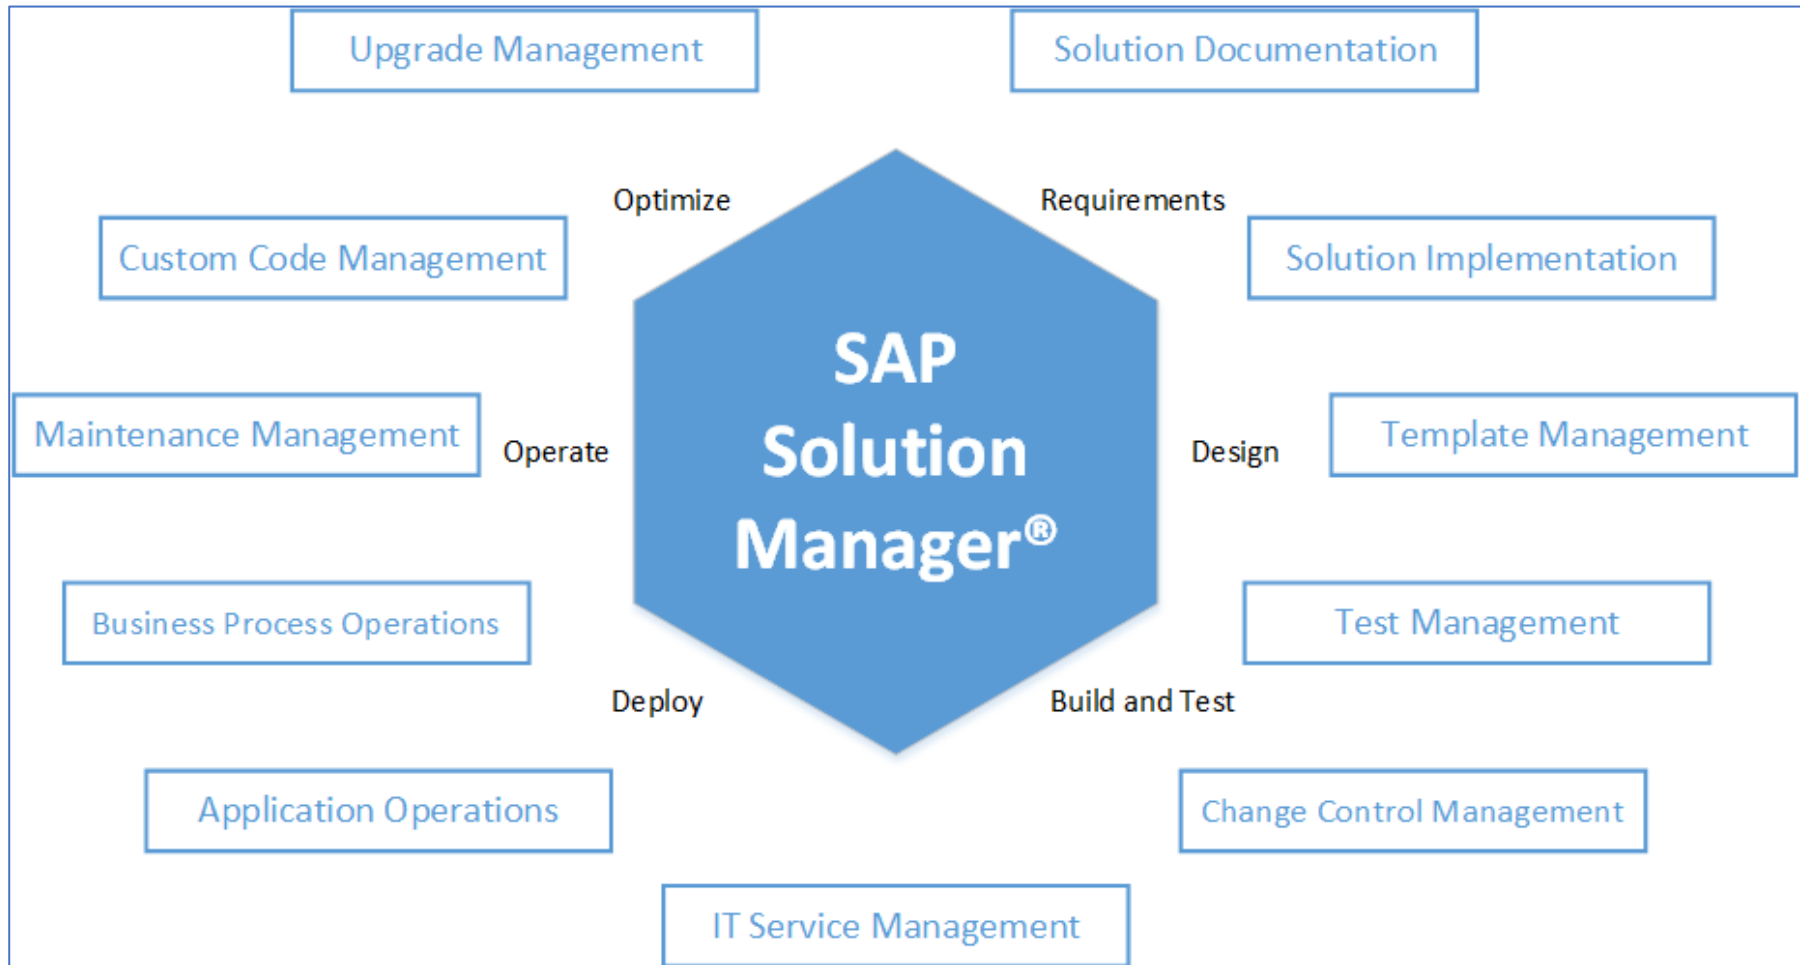 Upgrade Management
Solution Documentation
Optimize
Requirements
Custom Code Management
Solution Implementation
SAP
Solution
Manager®
Maintenance Management
Operate
Design
Template Management
Business Process Operations
Test Management
Deploy
Build and Test
Application Operations
Change Control Management
IT Service Management